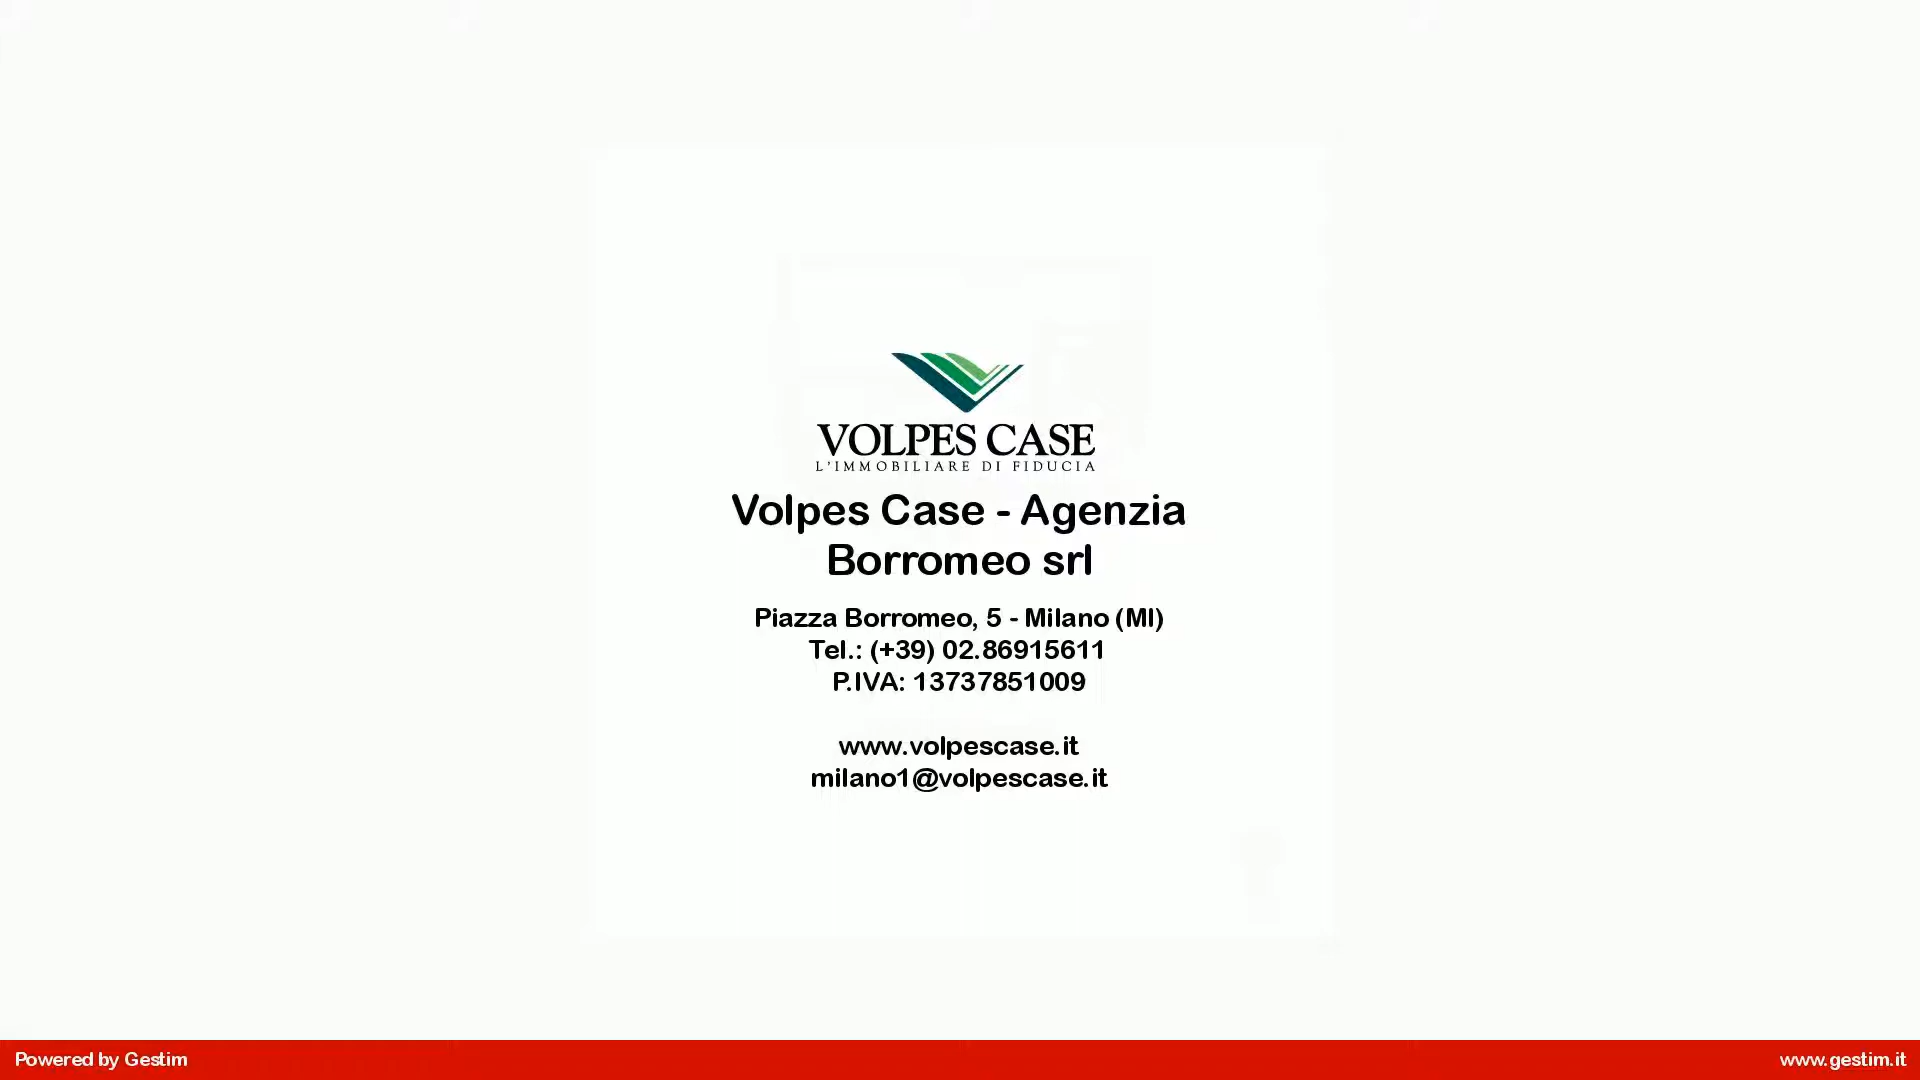 VOLPES CASE
L'IMMOBILIARE DI FIDUCIA
Volpes Case - Agenzia
Borromeo srl
Piazza Borromeo, 5 - Milano (MI)
Tel.: (+39) 02.86915611
P.IVA: 13737851009
www.volpescase.it
milano1@volpescase.it
Powered by Gestim
www.gestim.it